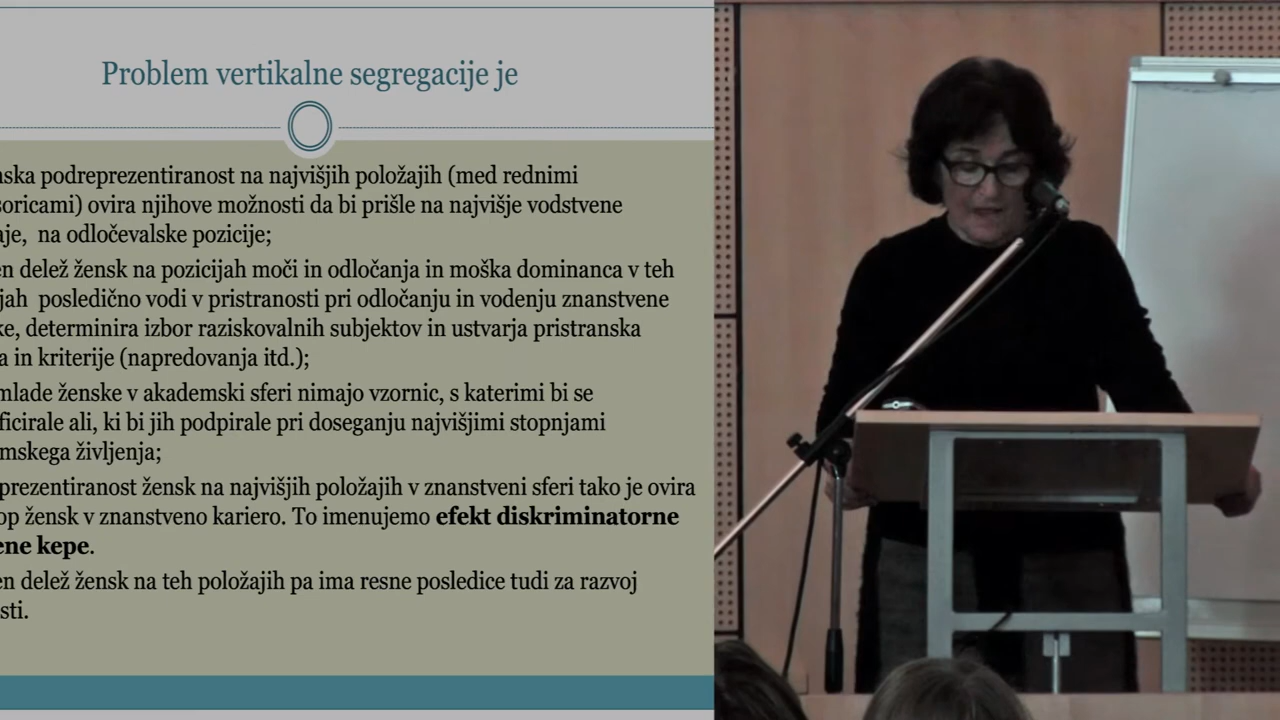 Problem vertikalne segregacije je
nska podreprezentiranost na najvišjih položajih (med rednimi
soricami) ovira njihove možnosti da bi prišle na najvišje vodstvene
aje, na odločevalske pozicije;
en delež žensk na pozicijah moči in odločanja in moška dominanca v teh
jah posledično vodi v pristranosti pri odločanju in vodenju znanstvene
ke, determinira izbor raziskovalnih subjektov in ustvarja pristranska
a in kriterije (napredovanja itd.);
mlade ženske v akademski sferi nimajo vzornic, s katerimi bi se
ficirale ali, ki bi jih podpirale pri doseganju najvišjimi stopnjami
mskega življenja;
prezentiranost žensk na najvišjih položajih v znanstveni sferi tako je ovira
op žensk v znanstveno kariero. To imenujemo efekt diskriminatorne
ene kepe.
en delež žensk na teh položajih pa ima resne posledice tudi za razvoj
sti.